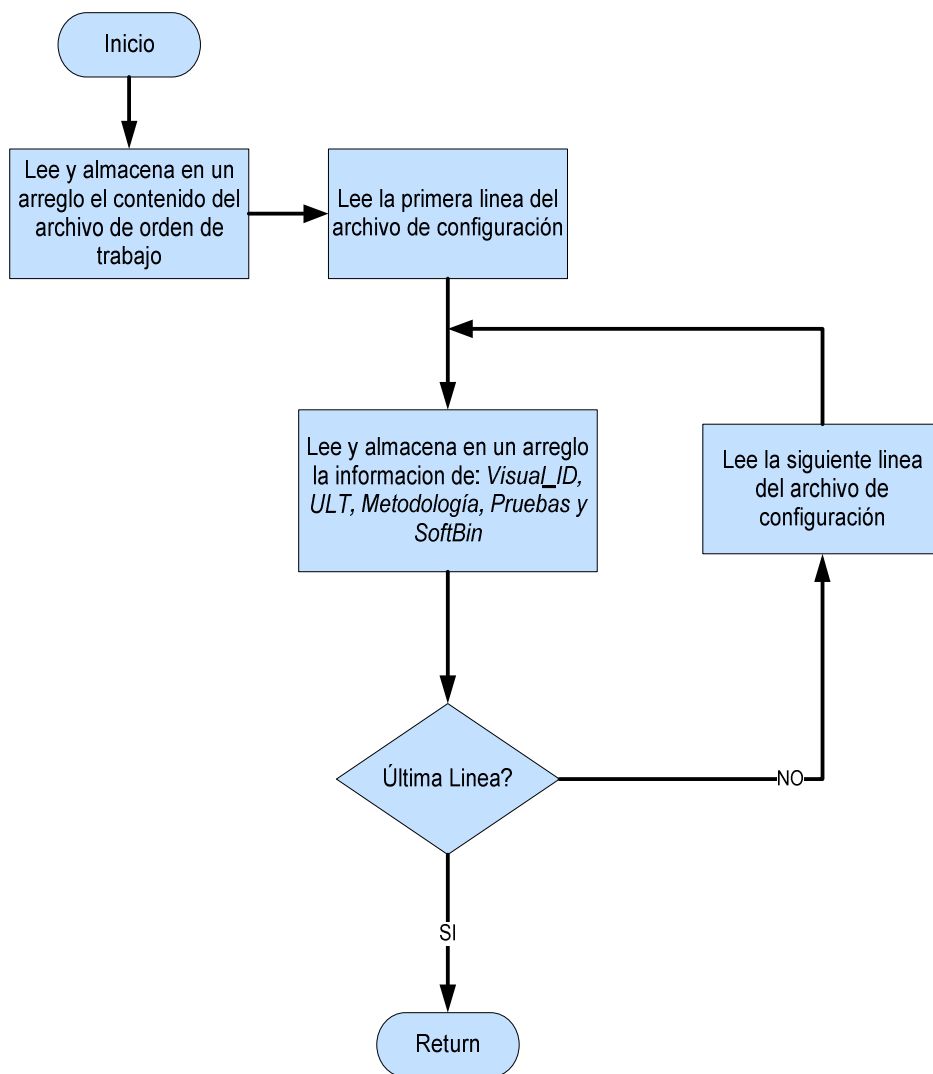 Inicio
Lee y almacena en un
arreglo el contenido del
archivo de orden de
trabajo
Lee la primera linea del
archivo de configuración
Lee y almacena en un arreglo
la informacion de: Visual_ID,
ULT, Metodología, Pruebas y
SoftBin
Lee la siguiente linea
del archivo de
configuración
Última Linea?
NO
SI
Return